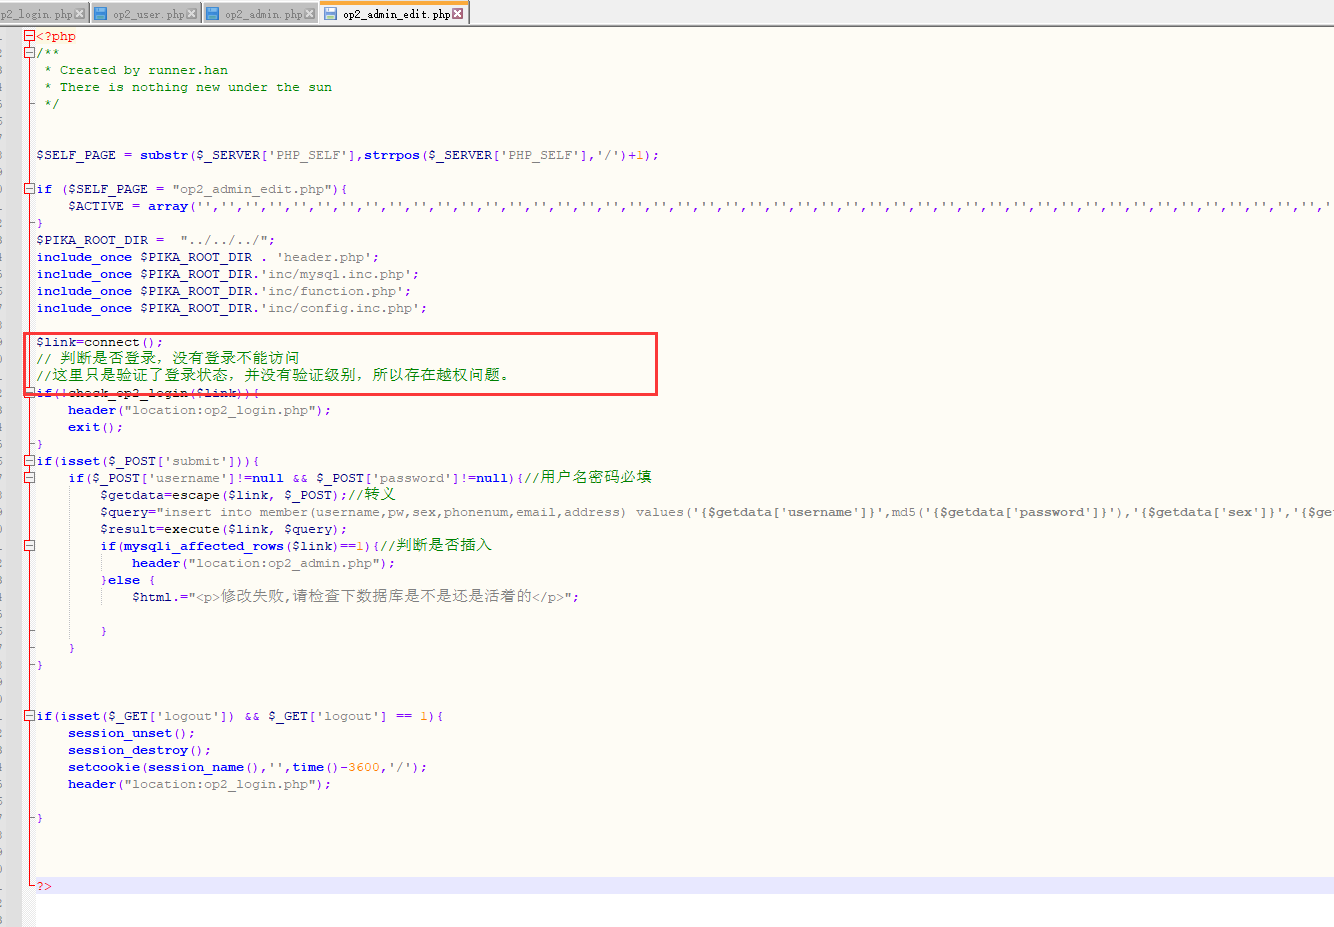 p2_login.php op2_user.php op2_admin.php op2_admin_edit.php
<?php
/**
 * Created by runner.han
 * There is nothing new under the sun
 */
$SELF_PAGE = substr($_SERVER['PHP_SELF'],strrpos($_SERVER['PHP_SELF'],'/')+1);
if ($SELF_PAGE = "op2_admin_edit.php"){
    $ACTIVE = array('','','','','','','','','','','','','','','','','','','','','','','','','','','','','','','','','','','','','','','','','','','','','','','',
}
$PIKA_ROOT_DIR =  "../../../";
include_once $PIKA_ROOT_DIR . 'header.php';
include_once $PIKA_ROOT_DIR.'inc/mysql.inc.php';
include_once $PIKA_ROOT_DIR.'inc/function.php';
include_once $PIKA_ROOT_DIR.'inc/config.inc.php';
$link=connect();
// 判断是否登录，没有登录不能访问
//这里只是验证了登录状态，并没有验证级别，所以存在越权问题。
if(!check_op2_login($link)){
    header("location:op2_login.php");
    exit();
}
if(isset($_POST['submit'])){
    if($_POST['username']!=null && $_POST['password']!=null){//用户名密码必填
        $getdata=escape($link, $_POST);//转义
        $query="insert into member(username,pw,sex,phonenum,email,address) values('{$getdata['username']}',md5('{$getdata['password']}'),'{$getdata['sex']}','{$ge
        $result=execute($link, $query);
        if(mysqli_affected_rows($link)==1){//判断是否插入
            header("location:op2_admin.php");
        }else {
            $html.="<p>修改失败,请检查下数据库是不是还是活着的</p>";
        }
    }
}
if(isset($_GET['logout']) && $_GET['logout'] == 1){
    session_unset();
    session_destroy();
    setcookie(session_name(),'',time()-3600,'/');
    header("location:op2_login.php");
}
?>